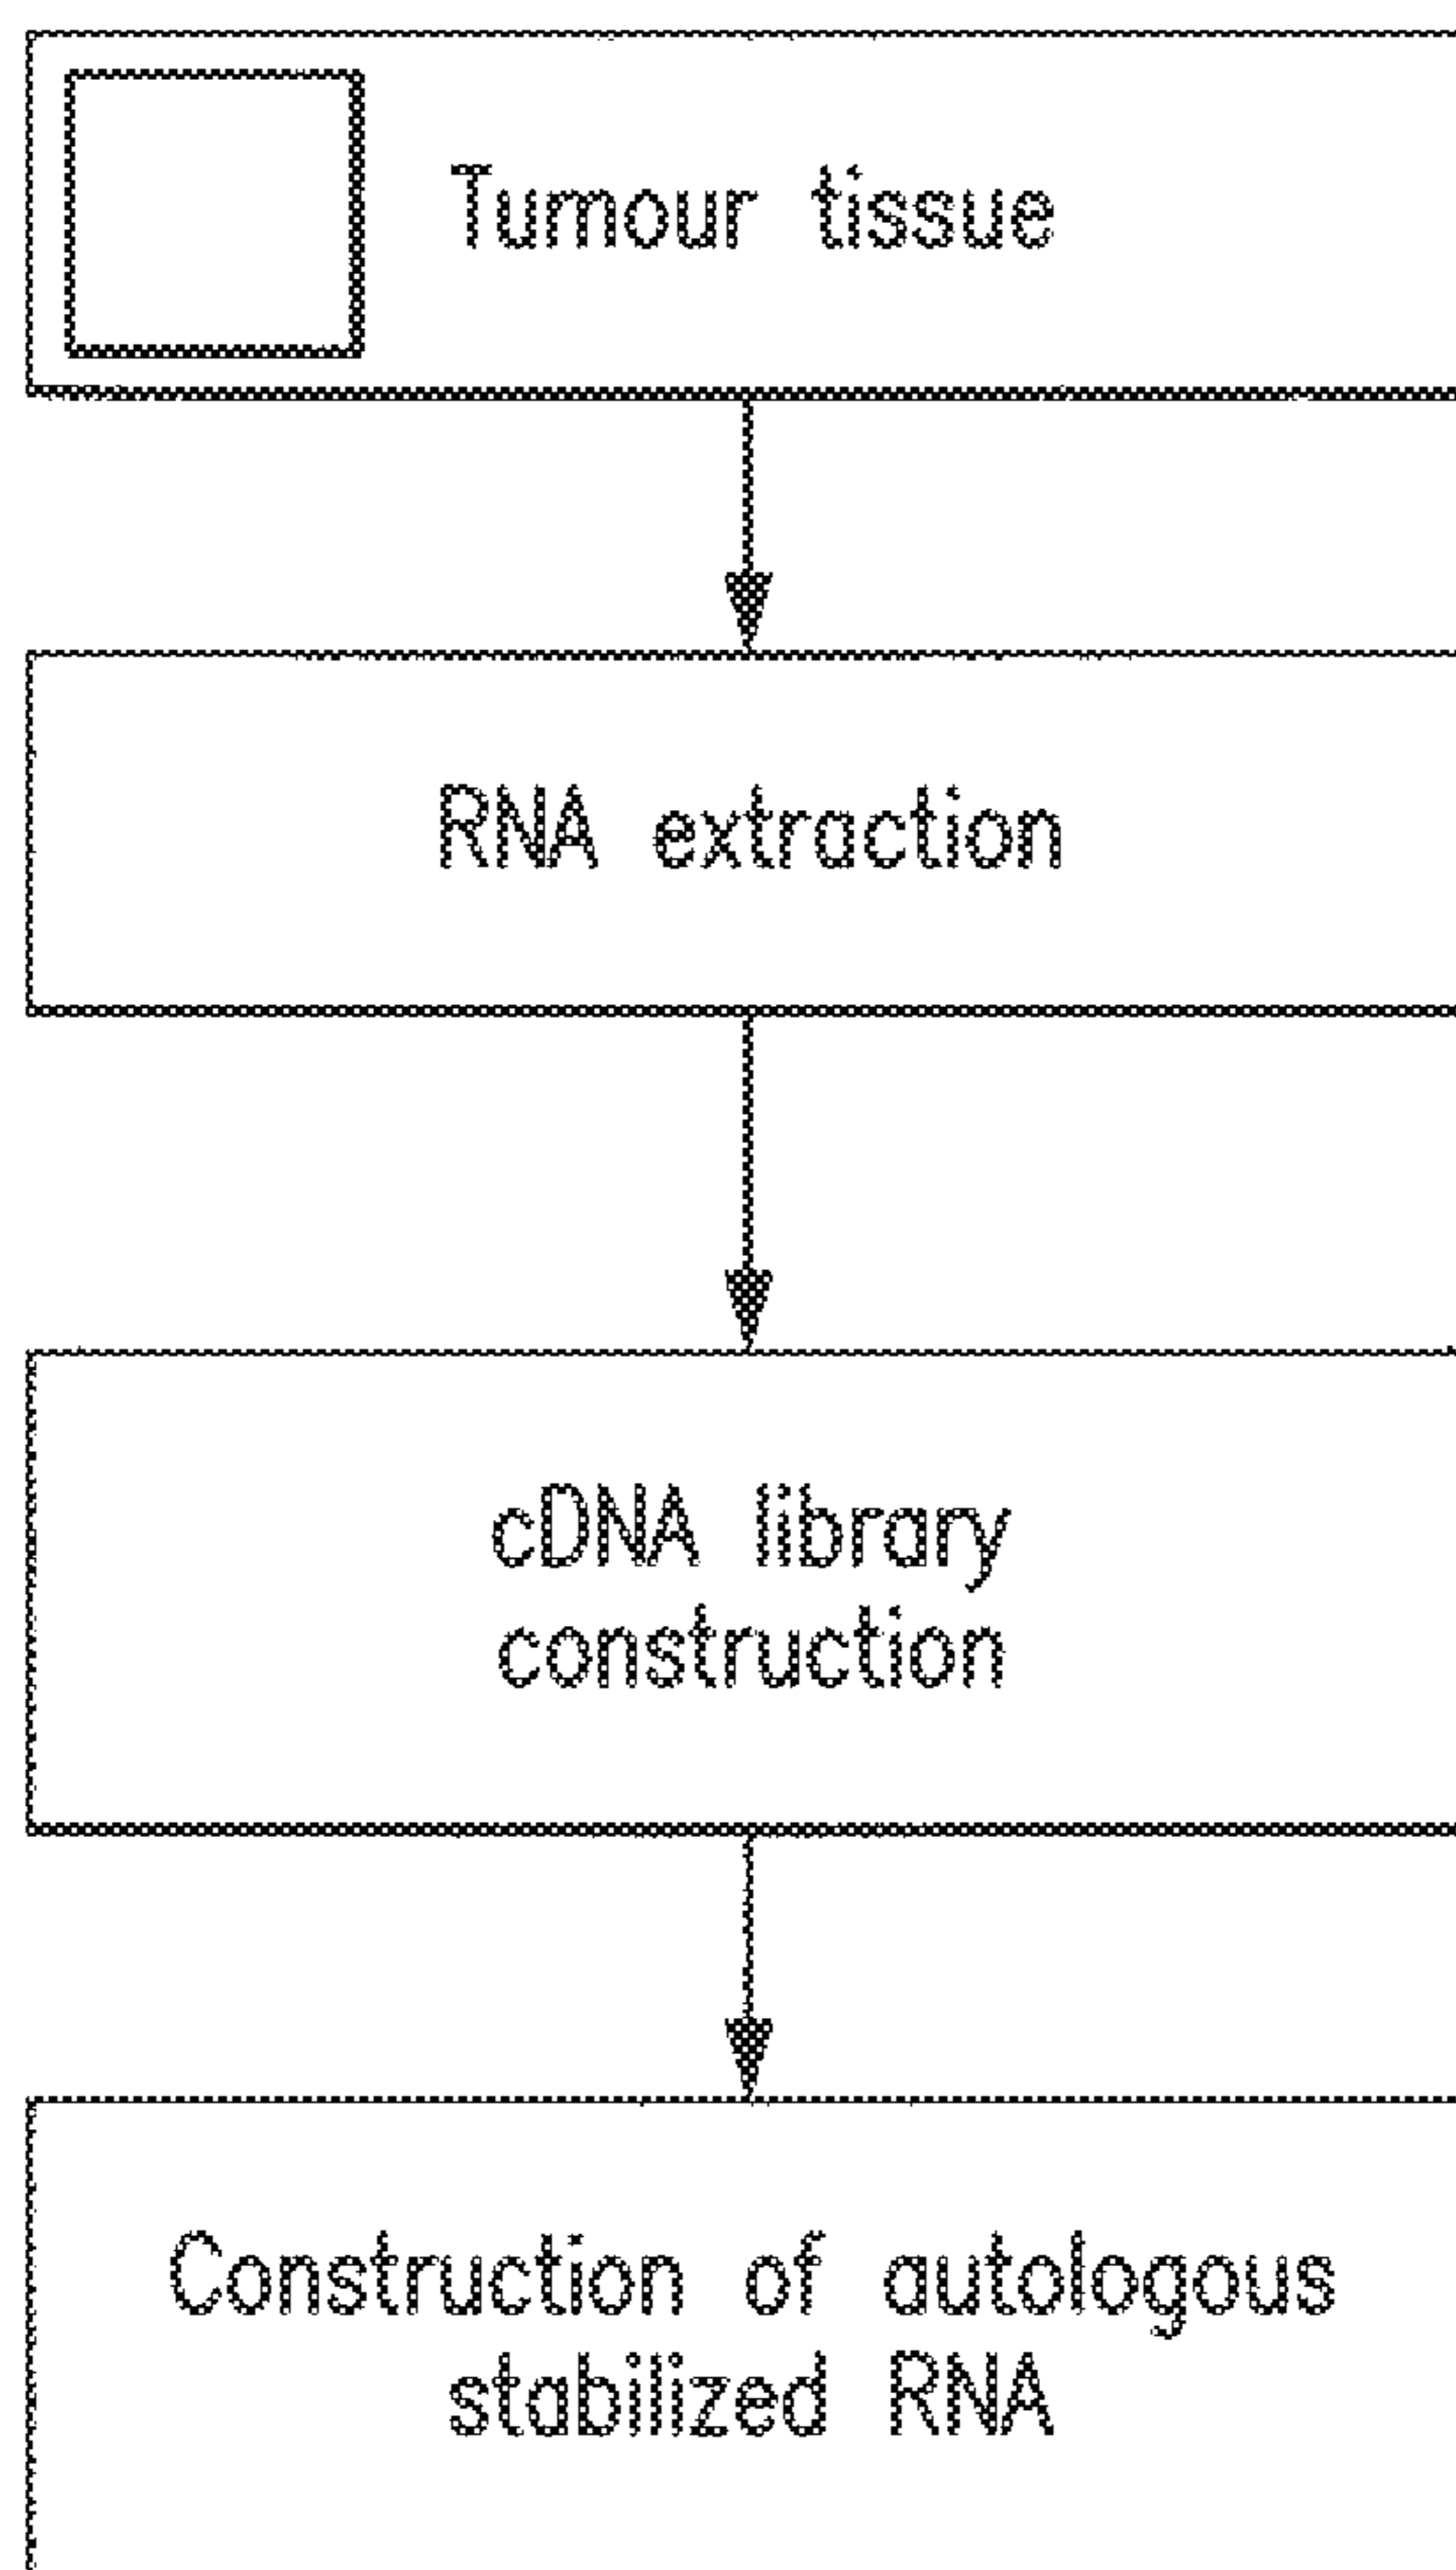 Tumour tissue
RNA extraction
cDNA library
construction
Construction of autologous
stabilized RNA